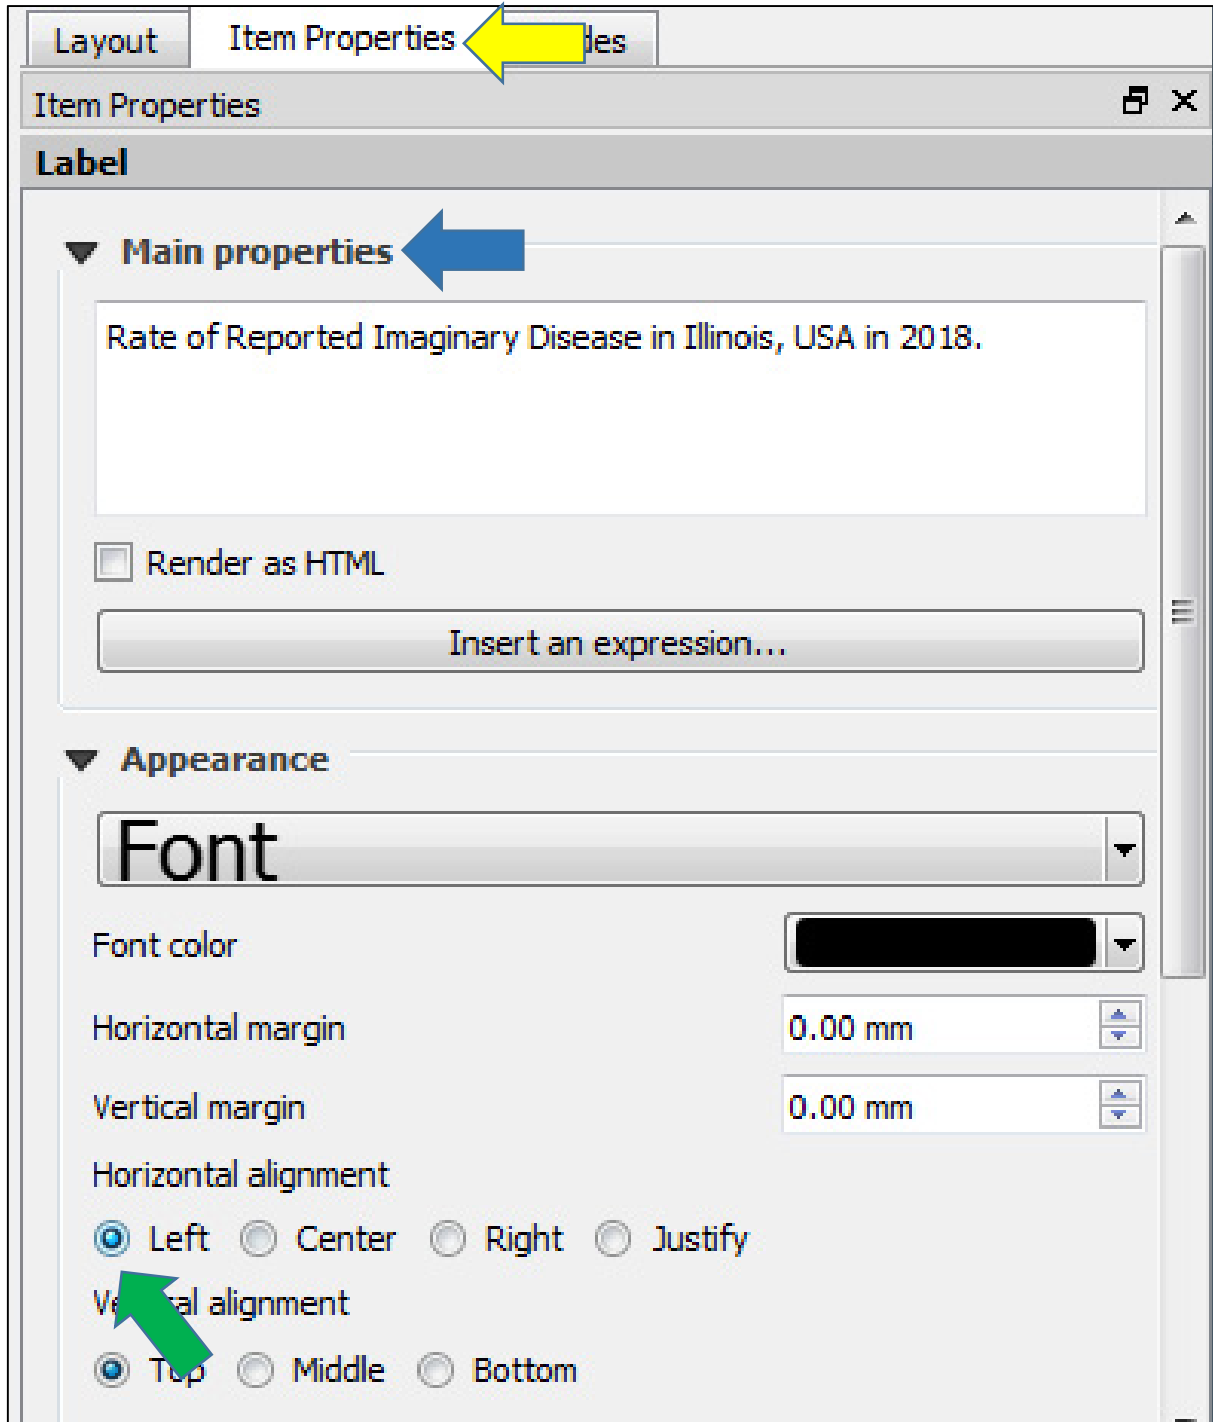 Layout Item Properties
Item Properties
Label
Main properties
Rate of Reported Imaginary Disease in Illinois, USA in 2018.
Render as HTML
Insert an expression...
Appearance
Font
Font color
Horizontal margin 0.00 mm
Vertical margin 0.00 mm
Horizontal alignment
Left Center Right Justify
alignment
Top Middle Bottom